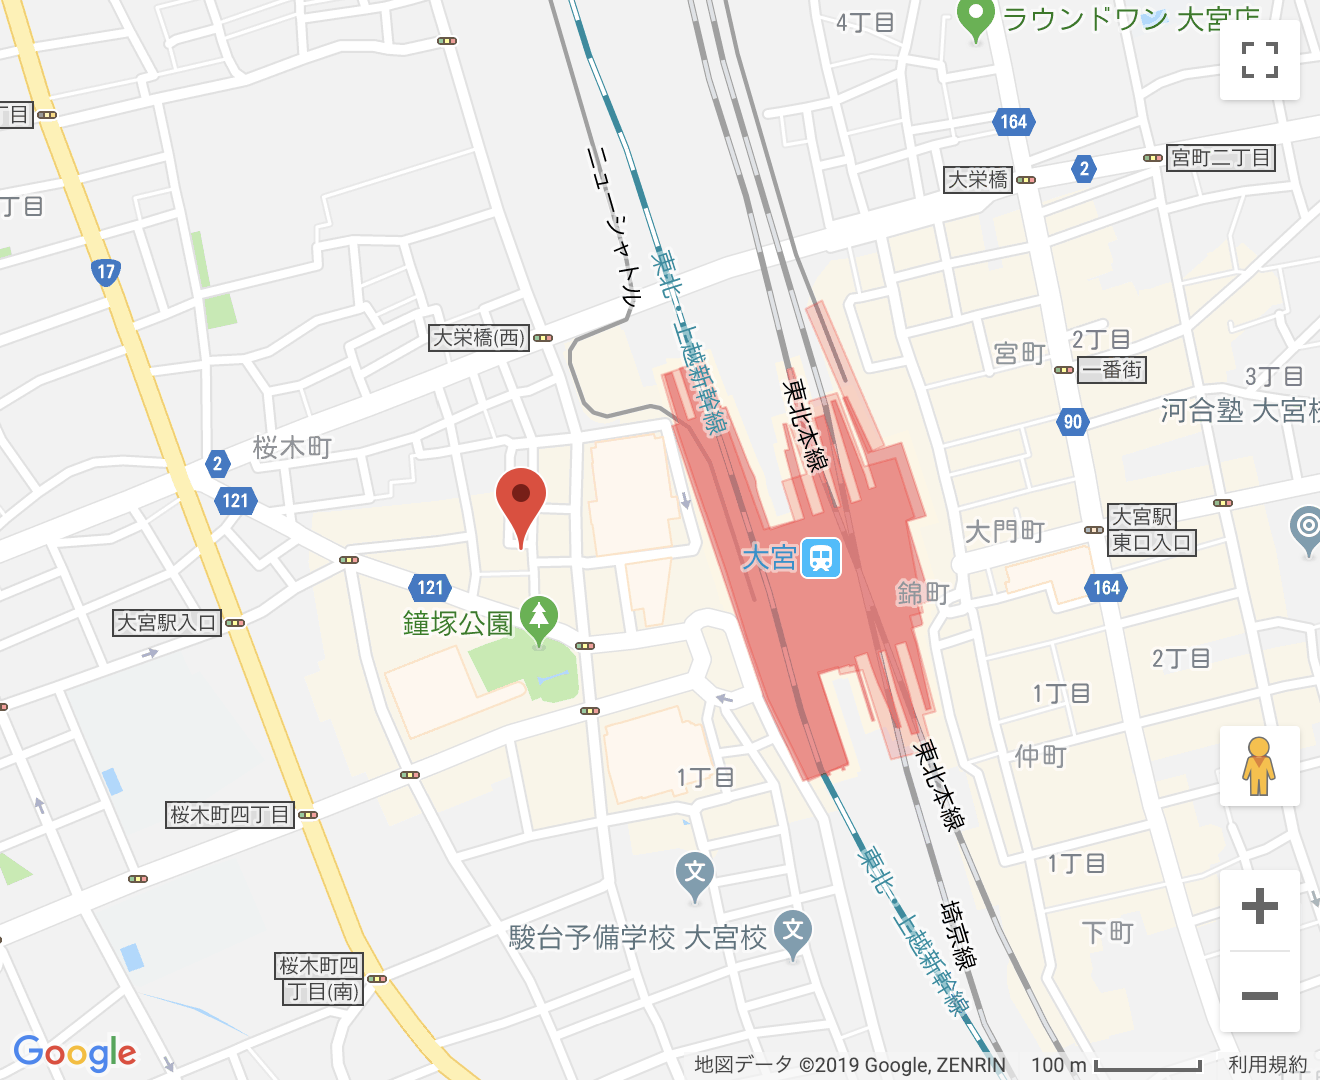 ラウンドワン 大宮店
4丁目
丁目
164
2
宮町二丁目
大栄橋
丁目
ニューシャトル
17
東北・上越新幹線
大栄橋(西)
2丁目
宮町
一番街
3丁目
東北本線
河合塾 大宮校
90
桜木町
2
121
大宮駅
東口入口
大門町
大宮
121
164
錦町
鐘塚公園
大宮駅入口
2丁目
1丁目
仲町
1丁目
東北本線
桜木町四丁目
東北・上越新幹線
1丁目
文
埼京線
下町
文
駿台予備学校 大宮校
桜木町四
丁目(南)
Google
地図データ ©2019 Google, ZENRIN
100 m
利用規約